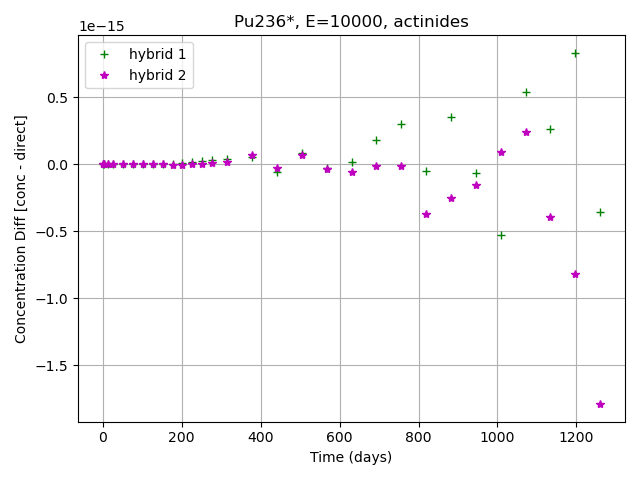 Pu236*, E=10000, actinides
1e−15
hybrid 1
hybrid 2
0.5
0.0
−0.5
−1.0
−1.5
Concentration Diff [conc - direct]
0 200 400 600 800 1000 1200
Time (days)